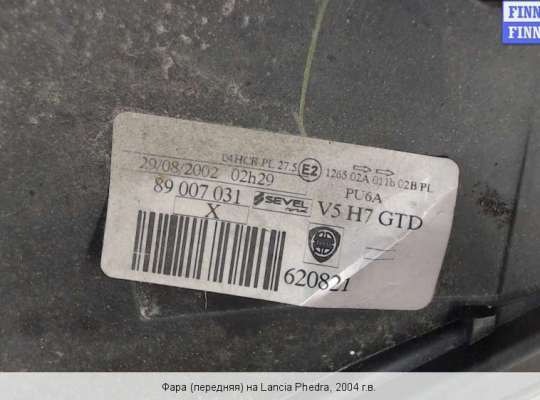 FINN
FINN
04HCR PL 27.5 E2 1265 02A 011b 02B PL
29/08/2002 02h29
PU6A
89 007 031 SEVEL V5 H7 GTD
X
620821
Фара (передняя) на Lancia Phedra, 2004 г.в.